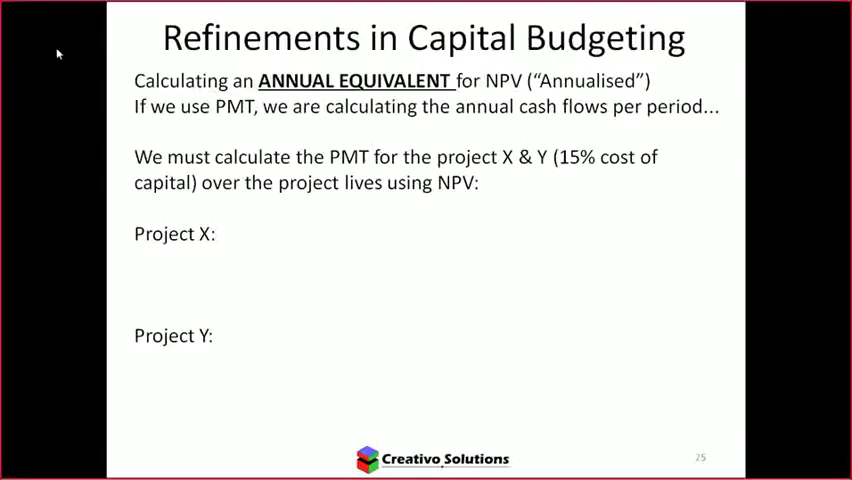 Refinements in Capital Budgeting
Calculating an ANNUAL EQUIVALENT for NPV (“Annualised”)
If we use PMT, we are calculating the annual cash flows per period...
We must calculate the PMT for the project X & Y (15% cost of
capital) over the project lives using NPV:
Project X:
Project Y:
Creativo Solutions
25